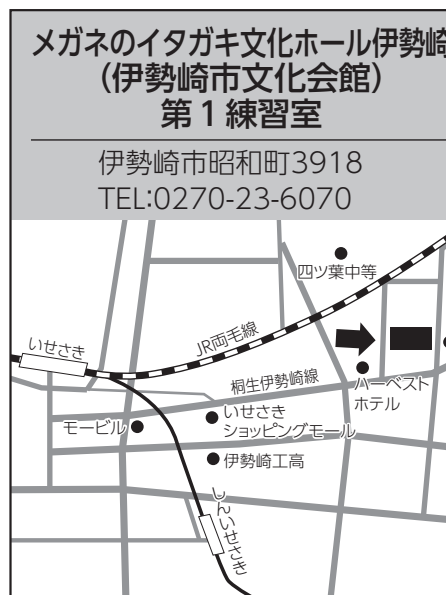 メガネのイタガキ文化ホール伊勢崎
(伊勢崎市文化会館)
第1練習室
伊勢崎市昭和町3918
TEL:0270-23-6070
四ツ葉中等
JR両毛線
いせさき
桐生伊勢崎線
ハーベスト
ホテル
モービル
いせさき
ショッピングモール
伊勢崎工高
しんいせさき